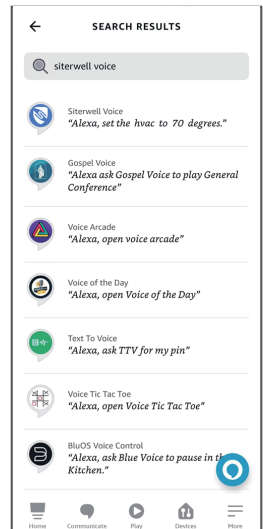 SEARCH RESULTS
siterwell voice
Siterwell Voice
“Alexa, set the hvac to 70 degrees.”
Gospel Voice
“Alexa ask Gospel Voice to play General
Conference”
Voice Arcade
“Alexa, open voice arcade”
Voice of the Day
“Alexa, open Voice of the Day”
Text To Voice
“Alexa, ask TTV for my pin”
Voice Tic Tac Toe
“Alexa, open Voice Tic Tac Toe”
BluOS Voice Control
“Alexa, ask Blue Voice to pause in the
Kitchen.”
Home Communicate Play Devices More